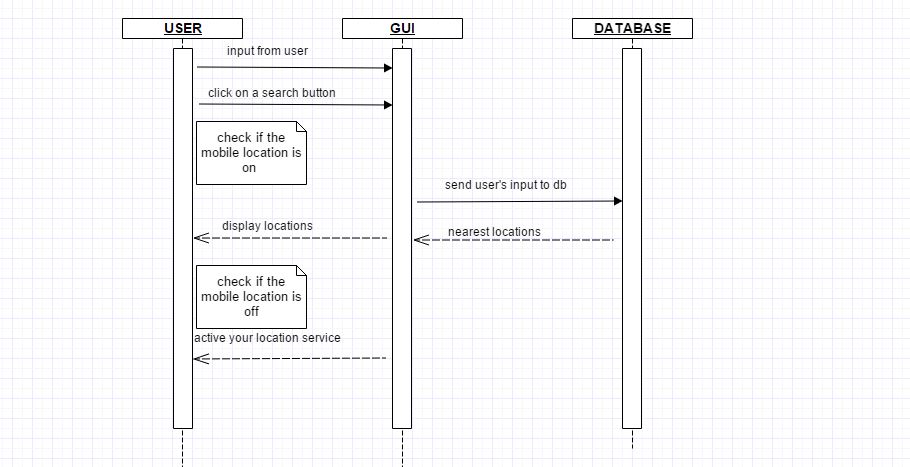 USER
GUI
DATABASE
input from user
click on a search button
check if the
mobile location is
on
send user's input to db
display locations
nearest locations
check if the
mobile location is
off
active your location service